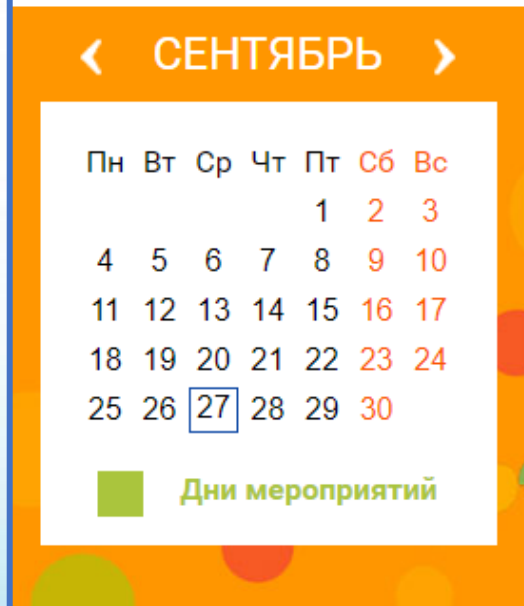 СЕНТЯБРЬ
Пн Вт Ср Чт Пт Сб Вс
1 2 3
4 5 6 7 8 9 10
11 12 13 14 15 16 17
18 19 20 21 22 23 24
25 26 27 28 29 30
Дни мероприятий